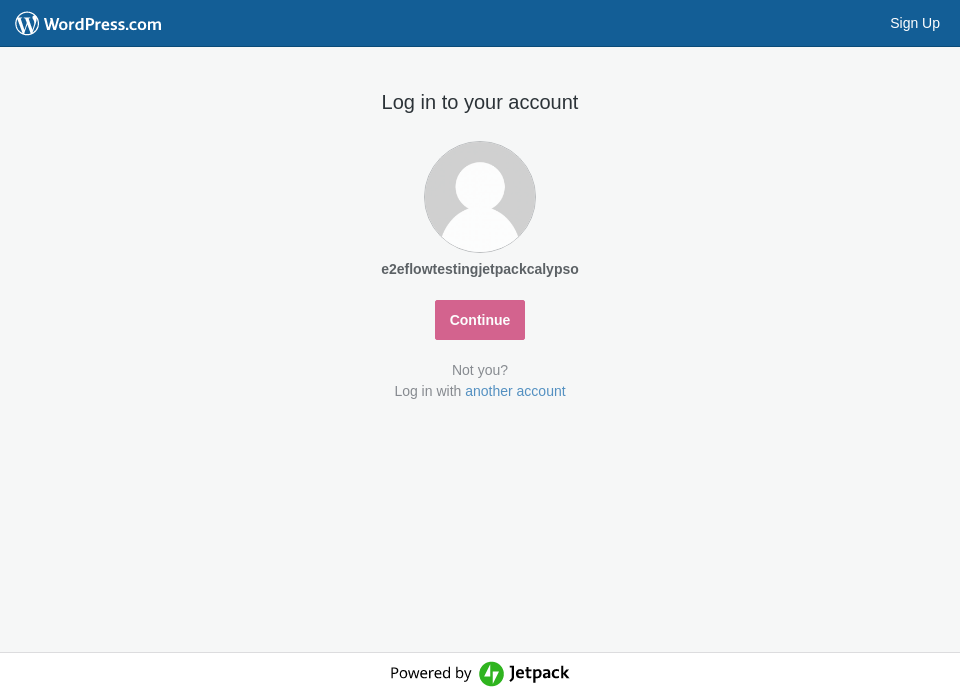 WordPress.com
Sign Up
Log in to your account
e2eflowtestingjetpackcalypso
Continue
Not you?
Log in with another account
Powered by Jetpack